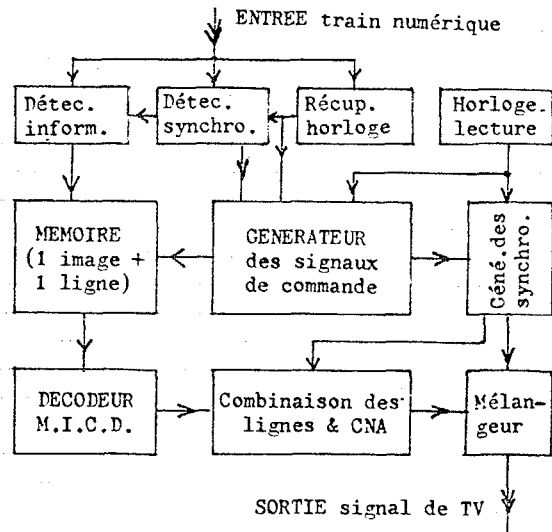 ENTREE train numérique
Détec.
inform.
Détec.
synchro.
Récup.
horloge
Horloge.
lecture
MEMOIRE
(1 image +
1 ligne)
GENERATEUR
des signaux
de commande
Géné.des
synchro.
DECODEUR
M.I.C.D.
Combinaison des
lignes & CNA
Mélan-
geur
SORTIE signal de TV